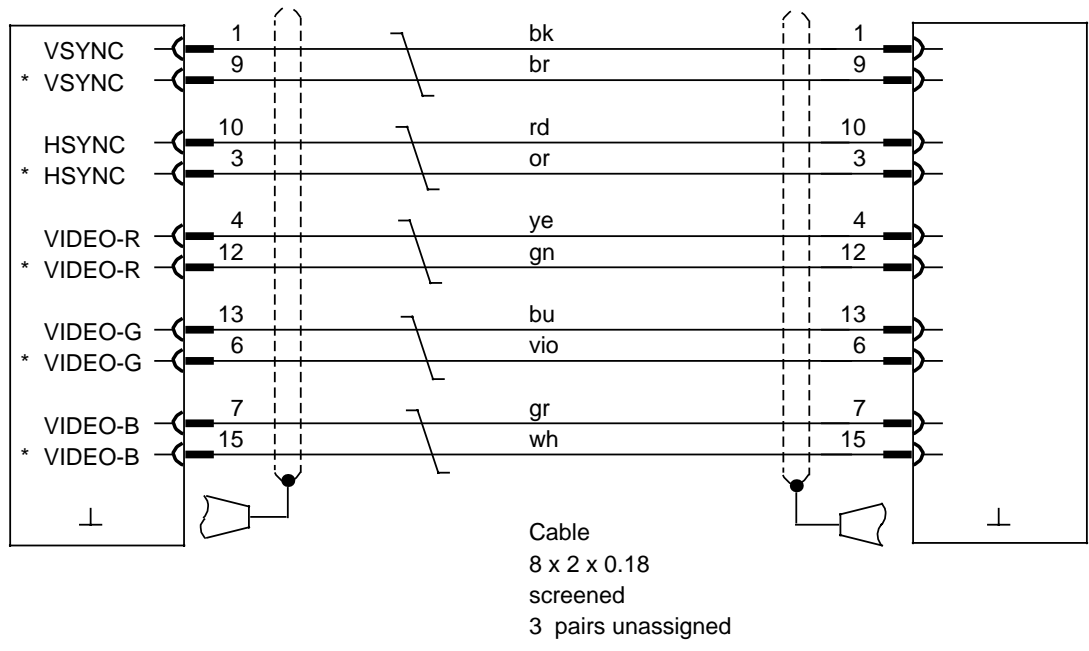 1 bk 1
VSYNC
9 br 9
* VSYNC
10 rd 10
HSYNC
3 or 3
* HSYNC
4 ye 4
VIDEO-R
12 gn 12
* VIDEO-R
13 bu 13
VIDEO-G
6 vio 6
* VIDEO-G
7 gr 7
VIDEO-B
15 wh 15
* VIDEO-B
Cable
8 x 2 x 0.18
screened
3 pairs unassigned